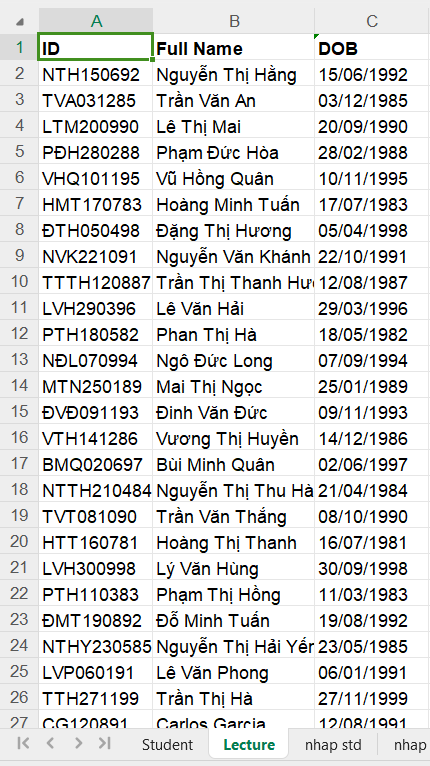 A B C
1 ID Full Name DOB
2 NTH150692 Nguyễn Thị Hằng 15/06/1992
3 TVA031285 Trần Văn An 03/12/1985
4 LTM200990 Lê Thị Mai 20/09/1990
5 PĐH280288 Phạm Đức Hòa 28/02/1988
6 VHQ101195 Vũ Hồng Quân 10/11/1995
7 HMT170783 Hoàng Minh Tuấn 17/07/1983
8 ĐTH050498 Đặng Thị Hương 05/04/1998
9 NVK221091 Nguyễn Văn Khánh 22/10/1991
10 TTTH120887 Trần Thị Thanh Hươ 12/08/1987
11 LVH290396 Lê Văn Hải 29/03/1996
12 PTH180582 Phan Thị Hà 18/05/1982
13 NĐL070994 Ngô Đức Long 07/09/1994
14 MTN250189 Mai Thị Ngọc 25/01/1989
15 ĐVĐ091193 Đinh Văn Đức 09/11/1993
16 VTH141286 Vương Thị Huyền 14/12/1986
17 BMQ020697 Bùi Minh Quân 02/06/1997
18 NTTH210484 Nguyễn Thị Thu Hà 21/04/1984
19 TVT081090 Trần Văn Thắng 08/10/1990
20 HTT160781 Hoàng Thị Thanh 16/07/1981
21 LVH300998 Lý Văn Hùng 30/09/1998
22 PTH110383 Phạm Thị Hồng 11/03/1983
23 ĐMT190892 Đỗ Minh Tuấn 19/08/1992
24 NTHY230585 Nguyễn Thị Hải Yến 23/05/1985
25 LVP060191 Lê Văn Phong 06/01/1991
26 TTH271199 Trần Thị Hà 27/11/1999
27 CG120891 Carlos Garcia 12/08/1991
Student Lecture nhap std nhap